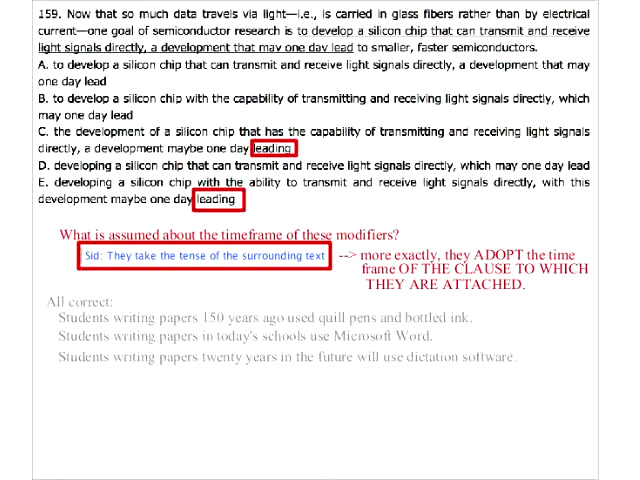 159. Now that so much data travels via light—i.e., is carried in glass fibers rather than by electrical
current—one goal of semiconductor research is to develop a silicon chip that can transmit and receive
light signals directly, a development that may one day lead to smaller, faster semiconductors.
A. to develop a silicon chip that can transmit and receive light signals directly, a development that may
one day lead
B. to develop a silicon chip with the capability of transmitting and receiving light signals directly, which
may one day lead
C. the development of a silicon chip that has the capability of transmitting and receiving light signals
directly, a development maybe one day leading
D. developing a silicon chip that can transmit and receive light signals directly, which may one day lead
E. developing a silicon chip with the ability to transmit and receive light signals directly, with this
development maybe one day leading
What is assumed about the timeframe of these modifiers?
Sid: They take the tense of the surrounding text --> more exactly, they ADOPT the time
frame OF THE CLAUSE TO WHICH
THEY ARE ATTACHED.
All correct:
Students writing papers 150 years ago used quill pens and bottled ink.
Students writing papers in today's schools use Microsoft Word.
Students writing papers twenty years in the future will use dictation software.